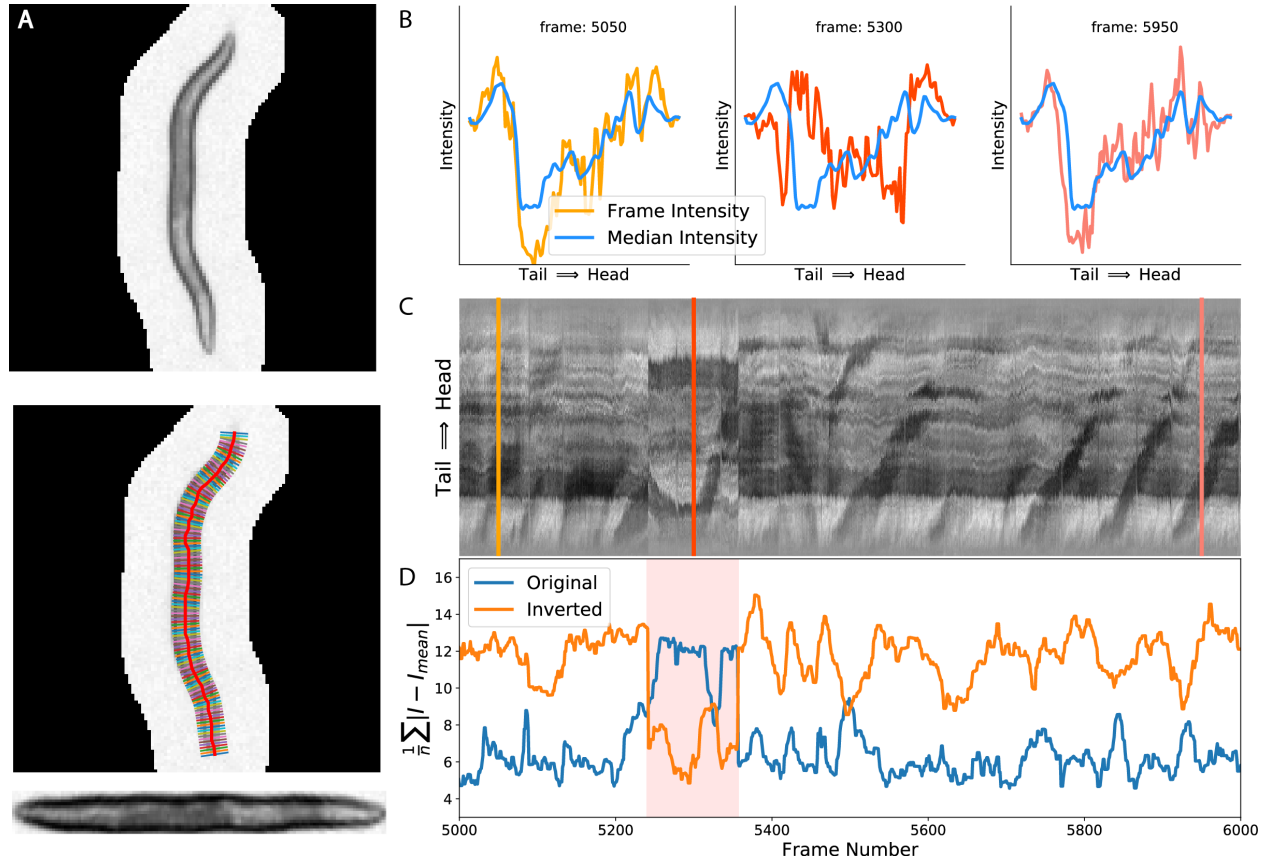 A
B
frame: 5050
frame: 5300
frame: 5950
Intensity
Intensity
Intensity
Frame Intensity
Median Intensity
Tail ⟹ Head
Tail ⟹ Head
Tail ⟹ Head
C
Tail ⟹ Head
D
Original
Inverted
1/n ∑|I − I_mean|
16
14
12
10
8
6
4
5000
5200
5400
5600
5800
6000
Frame Number